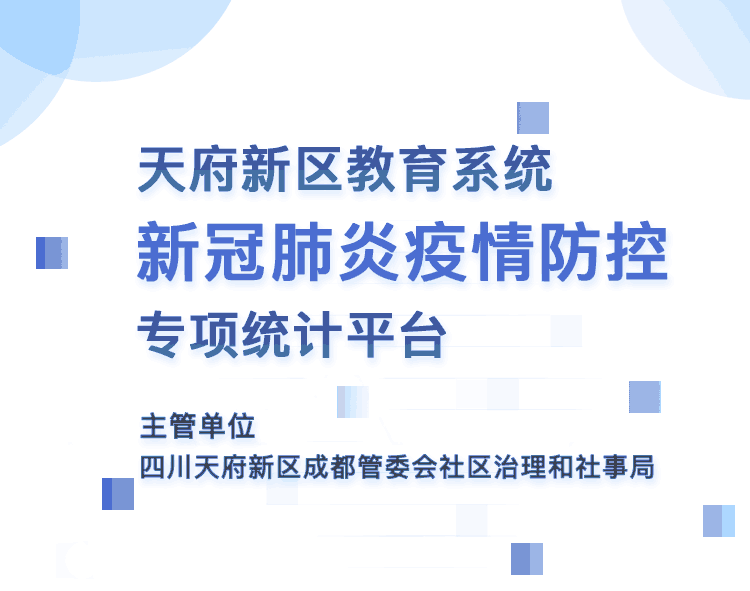 天府新区教育系统
新冠肺炎疫情防控
专项统计平台
主管单位
四川天府新区成都管委会社区治理和社事局